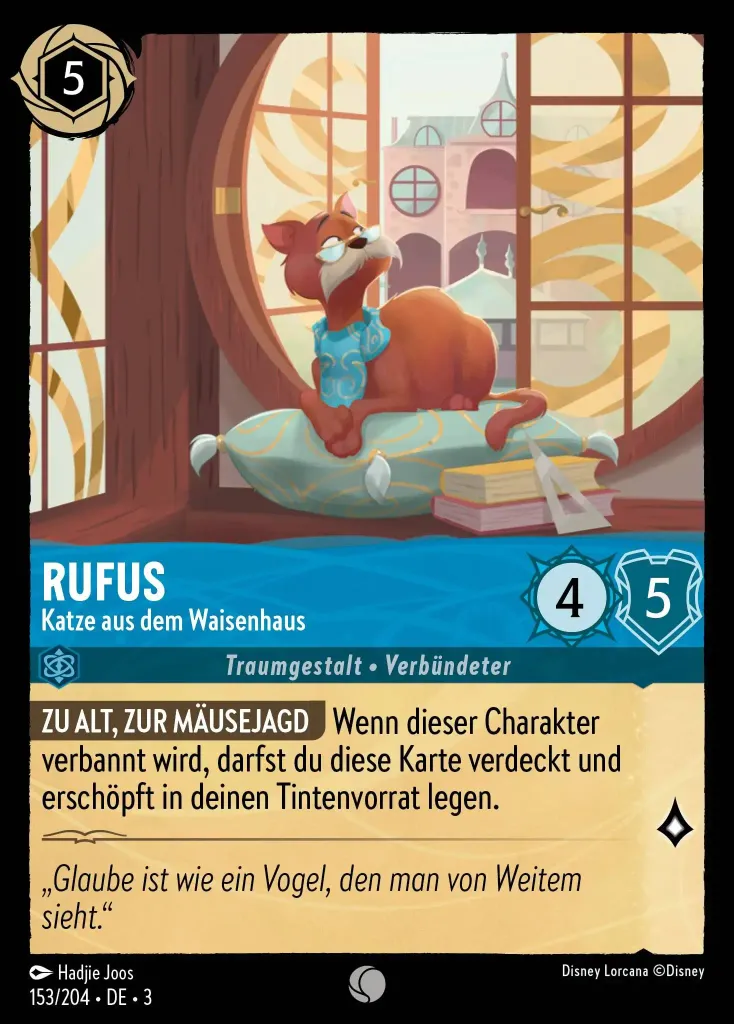 5
RUFUS
Katze aus dem Waisenhaus
4
5
Traumgestalt • Verbündeter
ZU ALT, ZUR MÄUSEJAGD Wenn dieser Charakter
verbannt wird, darfst du diese Karte verdeckt und
erschöpft in deinen Tintenvorrat legen.
„Glaube ist wie ein Vogel, den man von Weitem
sieht.“
Hadjie Joos
Disney Lorcana ©Disney
153/204 • DE • 3